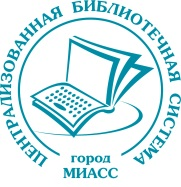 ЦЕНТРАЛИЗОВАННАЯ БИБЛИОТЕЧНАЯ СИСТЕМА
город
МИАСС